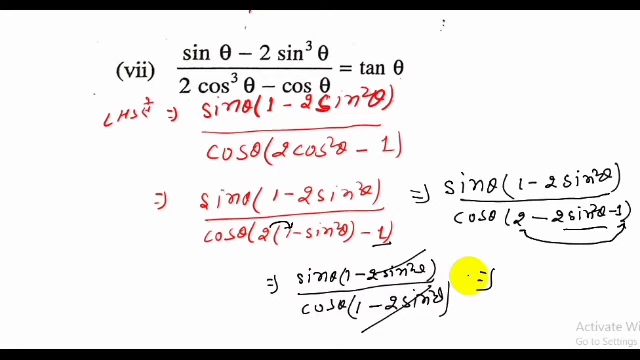 (vii) sin θ – 2 sin³ θ / 2 cos³ θ – cos θ = tan θ
LHS ⇒ sinθ(1 - 2sin²θ) / cosθ(2cos²θ - 1)
⇒ sinθ(1 - 2sin²θ) / cosθ(2(1 - sin²θ) - 1) ⇒ sinθ(1 - 2sin²θ) / cosθ(2 - 2sin²θ - 1)
⇒ sinθ(1 - 2sin²θ) / cosθ(1 - 2sin²θ) ⇒
Activate Wi
Go to Settings